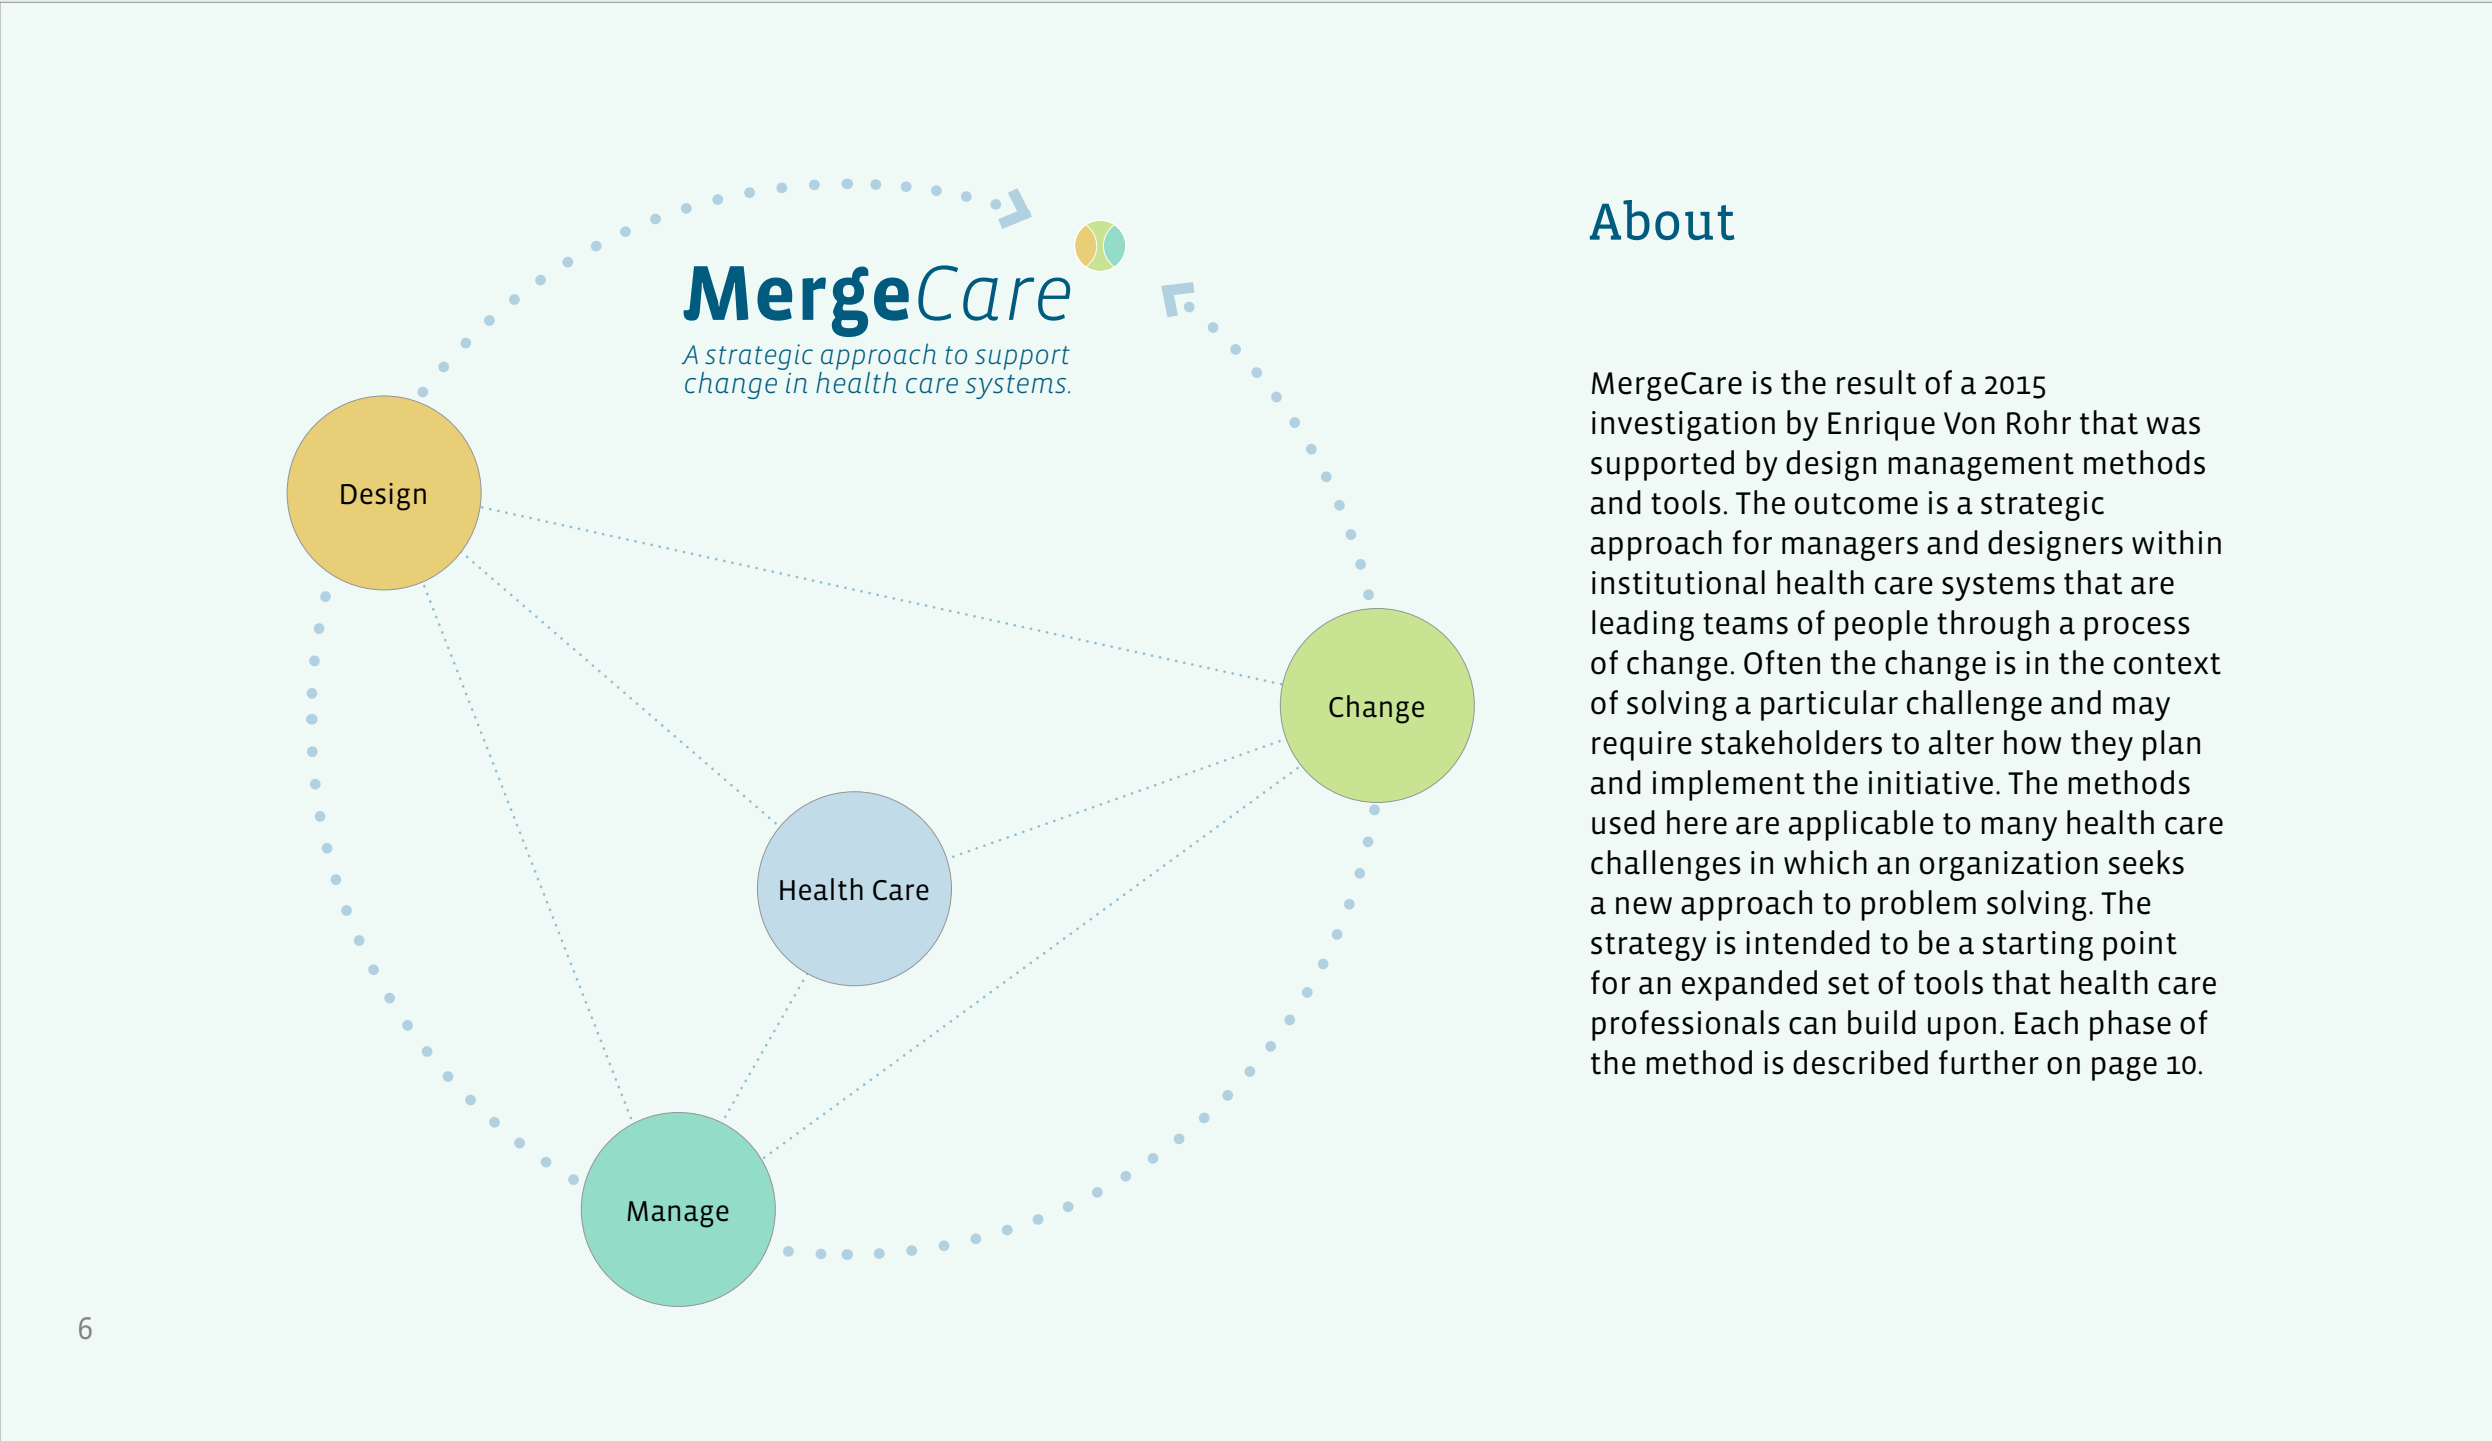 MergeCare
A strategic approach to support
change in health care systems.
Design
Change
Health Care
Manage
About
MergeCare is the result of a 2015
investigation by Enrique Von Rohr that was
supported by design management methods
and tools. The outcome is a strategic
approach for managers and designers within
institutional health care systems that are
leading teams of people through a process
of change. Often the change is in the context
of solving a particular challenge and may
require stakeholders to alter how they plan
and implement the initiative. The methods
used here are applicable to many health care
challenges in which an organization seeks
a new approach to problem solving. The
strategy is intended to be a starting point
for an expanded set of tools that health care
professionals can build upon. Each phase of
the method is described further on page 10.
6